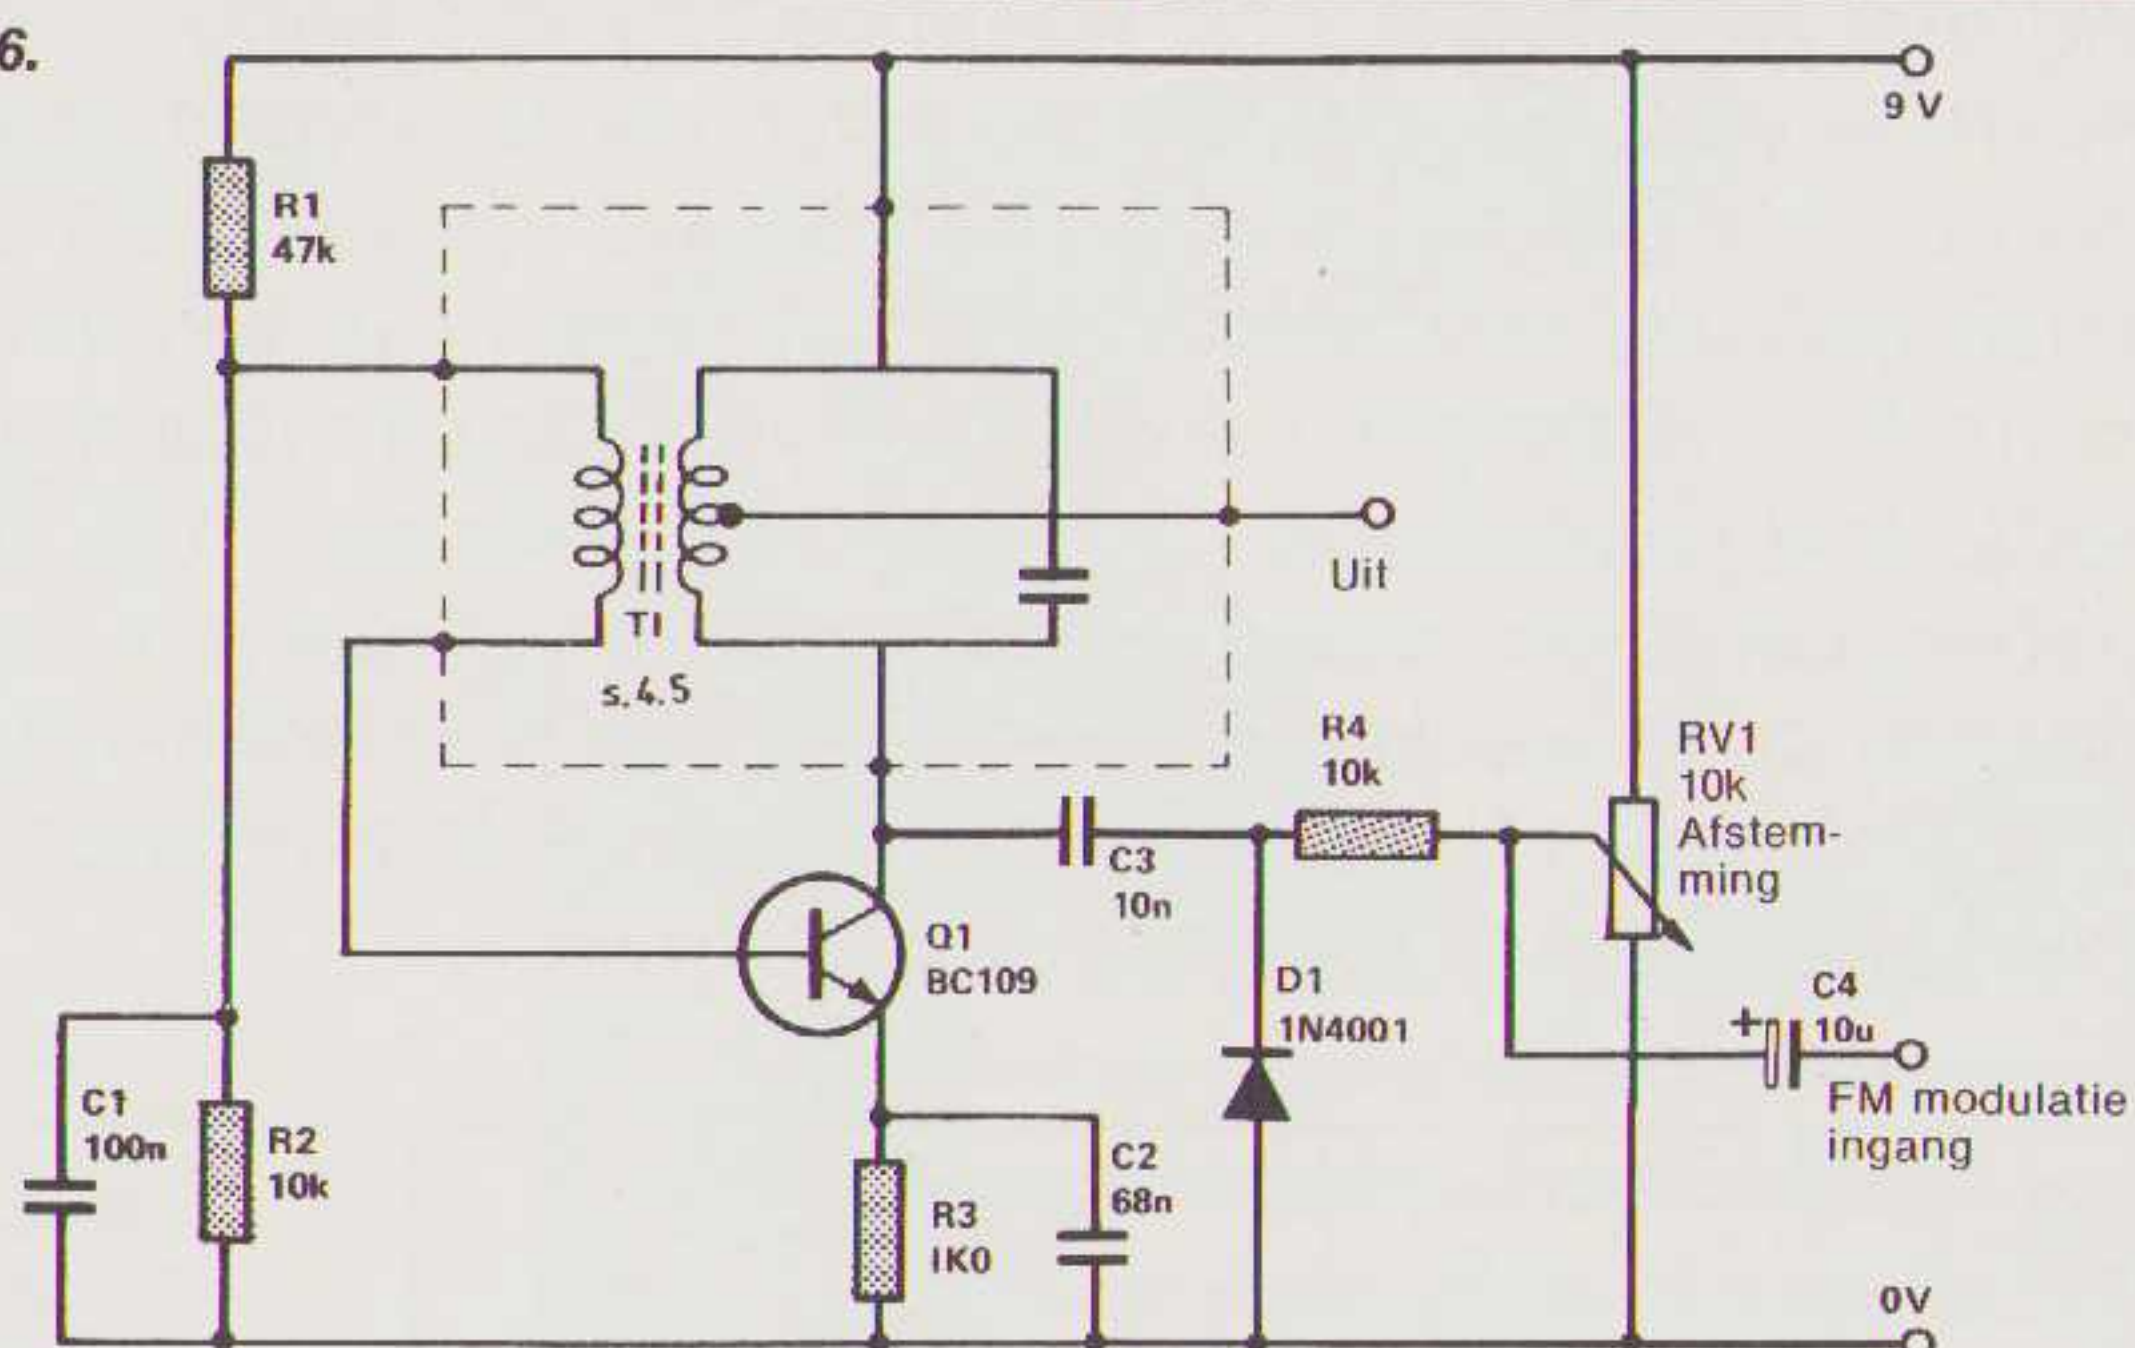 6.
9 V
R1
47k
Uit
T1
s.4.5
R4
10k
RV1
10k
Afstem-
ming
C3
10n
Q1
BC109
D1
1N4001
C4
+
10u
FM modulatie
ingang
C1
100n
R2
10k
C2
68n
R3
1K0
0V